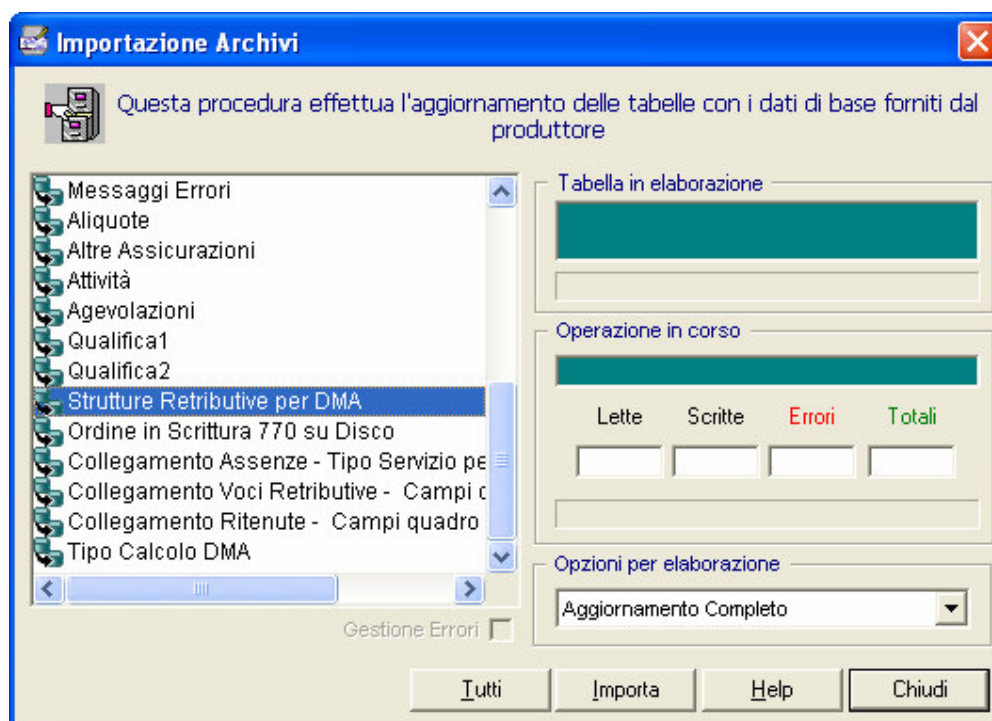 Importazione Archivi
Questa procedura effettua l'aggiornamento delle tabelle con i dati di base forniti dal
produttore
Messaggi Errori
Aliquote
Altre Assicurazioni
Attività
Agevolazioni
Qualifica1
Qualifica2
Strutture Retributive per DMA
Ordine in Scrittura 770 su Disco
Collegamento Assenze - Tipo Servizio pe
Collegamento Voci Retributive - Campi
Collegamento Ritenute - Campi quadro
Tipo Calcolo DMA
Gestione Errori
Tabella in elaborazione
Operazione in corso
Lette Scritte Errori Totali
Opzioni per elaborazione
Aggiornamento Completo
Tutti Importa Help Chiudi